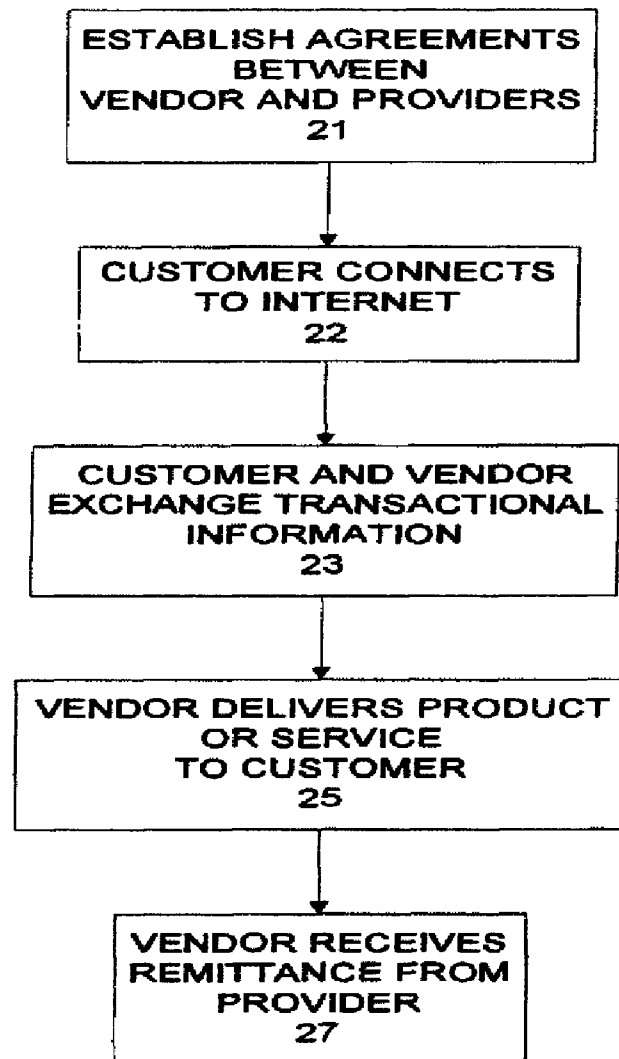 ESTABLISH AGREEMENTS
BETWEEN
VENDOR AND PROVIDERS
21
CUSTOMER CONNECTS
TO INTERNET
22
CUSTOMER AND VENDOR
EXCHANGE TRANSACTIONAL
INFORMATION
23
VENDOR DELIVERS PRODUCT
OR SERVICE
TO CUSTOMER
25
VENDOR RECEIVES
REMITTANCE FROM
PROVIDER
27